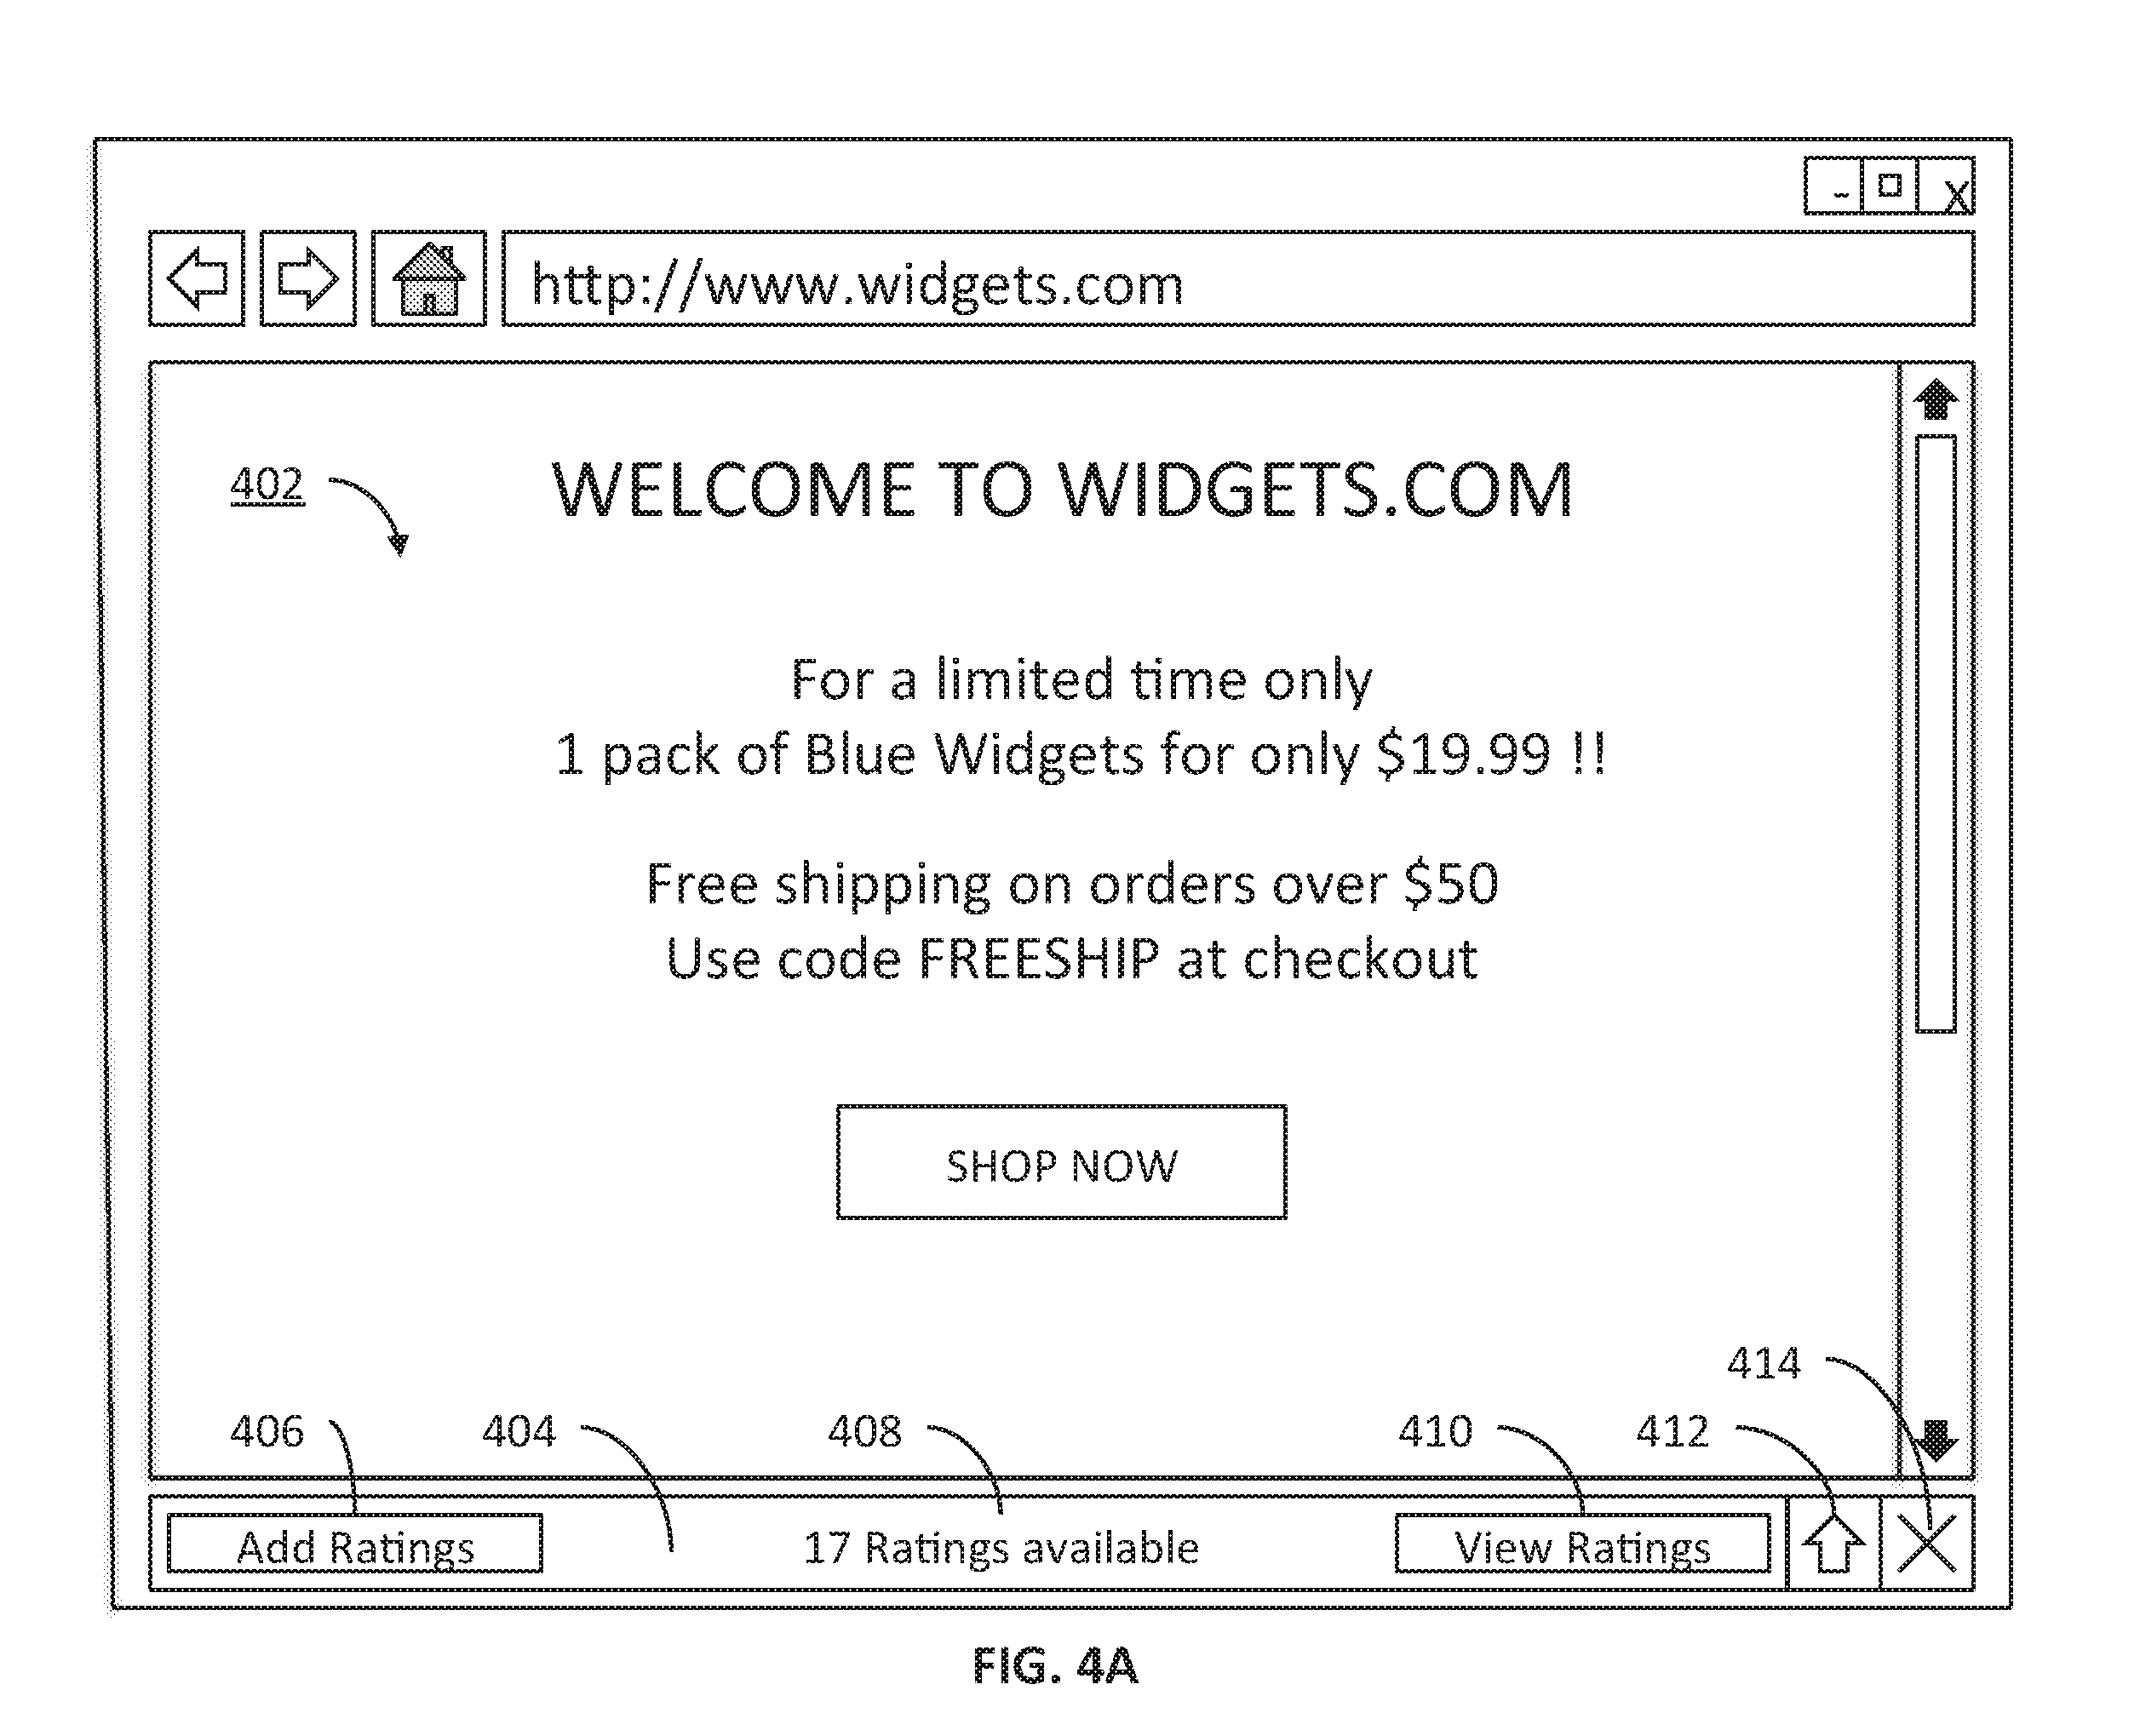 - X
http://www.widgets.com
402 WELCOME TO WIDGETS.COM
For a limited time only
1 pack of Blue Widgets for only $19.99 !!
Free shipping on orders over $50
Use code FREESHIP at checkout
SHOP NOW
414
406 404 408 410 412
Add Ratings 17 Ratings available View Ratings
FIG. 4A